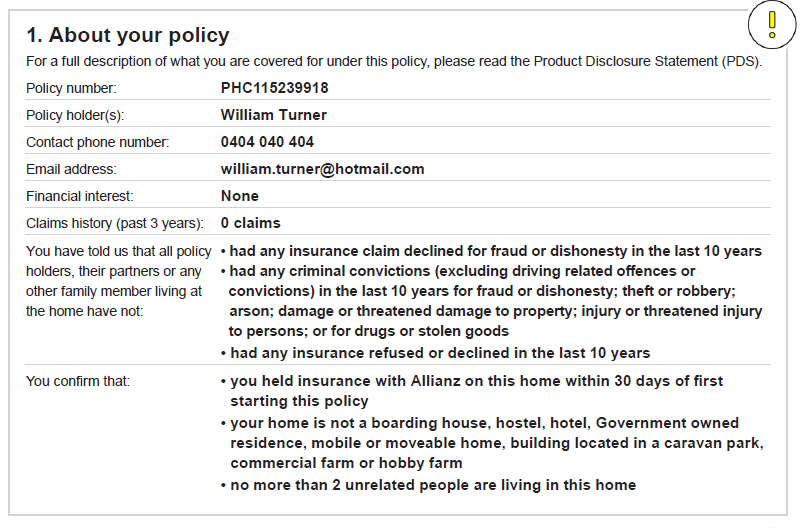 !
1. About your policy
For a full description of what you are covered for under this policy, please read the Product Disclosure Statement (PDS).
Policy number: PHC115239918
Policy holder(s): William Turner
Contact phone number: 0404 040 404
Email address: william.turner@hotmail.com
Financial interest: None
Claims history (past 3 years): 0 claims
You have told us that all policy
holders, their partners or any
other family member living at
the home have not:
• had any insurance claim declined for fraud or dishonesty in the last 10 years
• had any criminal convictions (excluding driving related offences or
convictions) in the last 10 years for fraud or dishonesty; theft or robbery;
arson; damage or threatened damage to property; injury or threatened injury
to persons; or for drugs or stolen goods
• had any insurance refused or declined in the last 10 years
You confirm that:
• you held insurance with Allianz on this home within 30 days of first
starting this policy
• your home is not a boarding house, hostel, hotel, Government owned
residence, mobile or moveable home, building located in a caravan park,
commercial farm or hobby farm
• no more than 2 unrelated people are living in this home